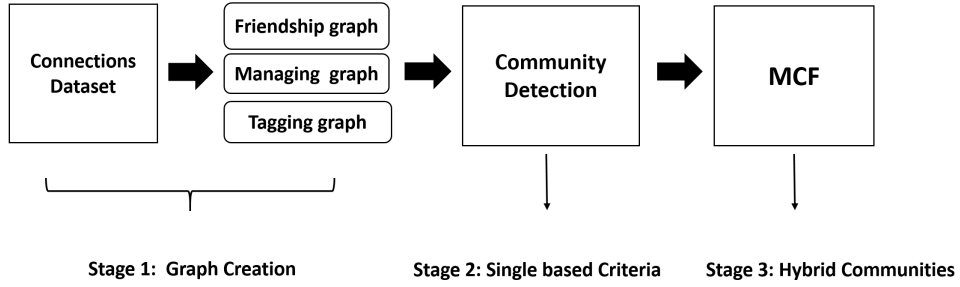 Connections
Dataset
Friendship graph
Managing graph
Tagging graph
Community
Detection
MCF
Stage 1: Graph Creation
Stage 2: Single based Criteria
Stage 3: Hybrid Communities